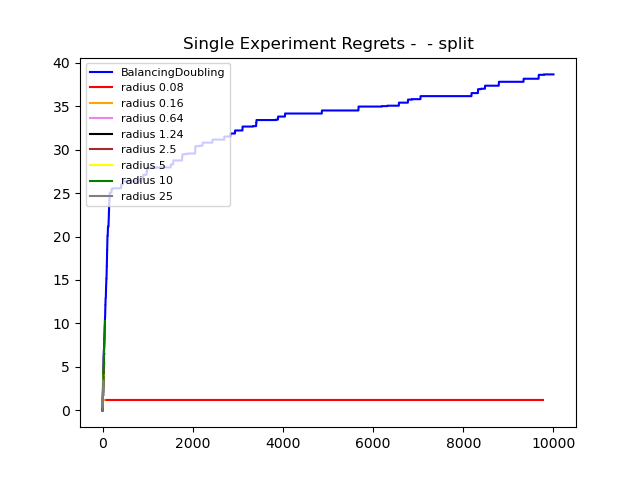 Single Experiment Regrets -  - split
40
35
30
25
20
15
10
5
0
BalancingDoubling
radius 0.08
radius 0.16
radius 0.64
radius 1.24
radius 2.5
radius 5
radius 10
radius 25
0 2000 4000 6000 8000 10000